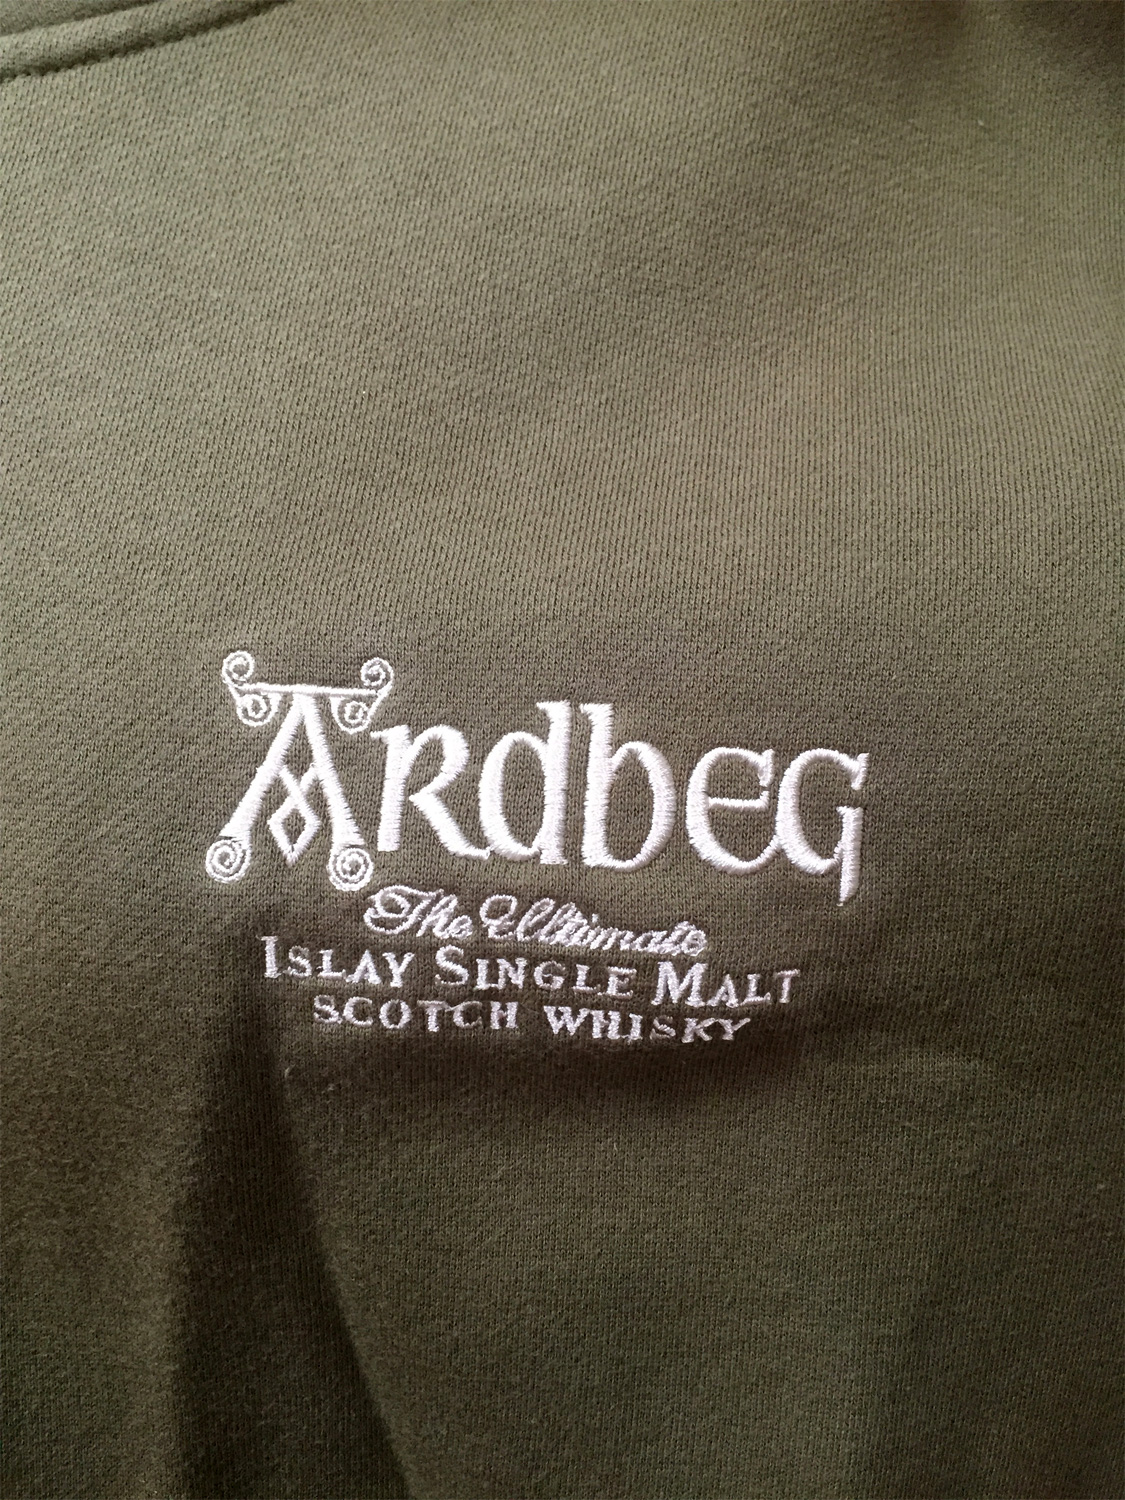 Ardbeg
The Ultimate
ISLAY SINGLE MALT
SCOTCH WHISKY